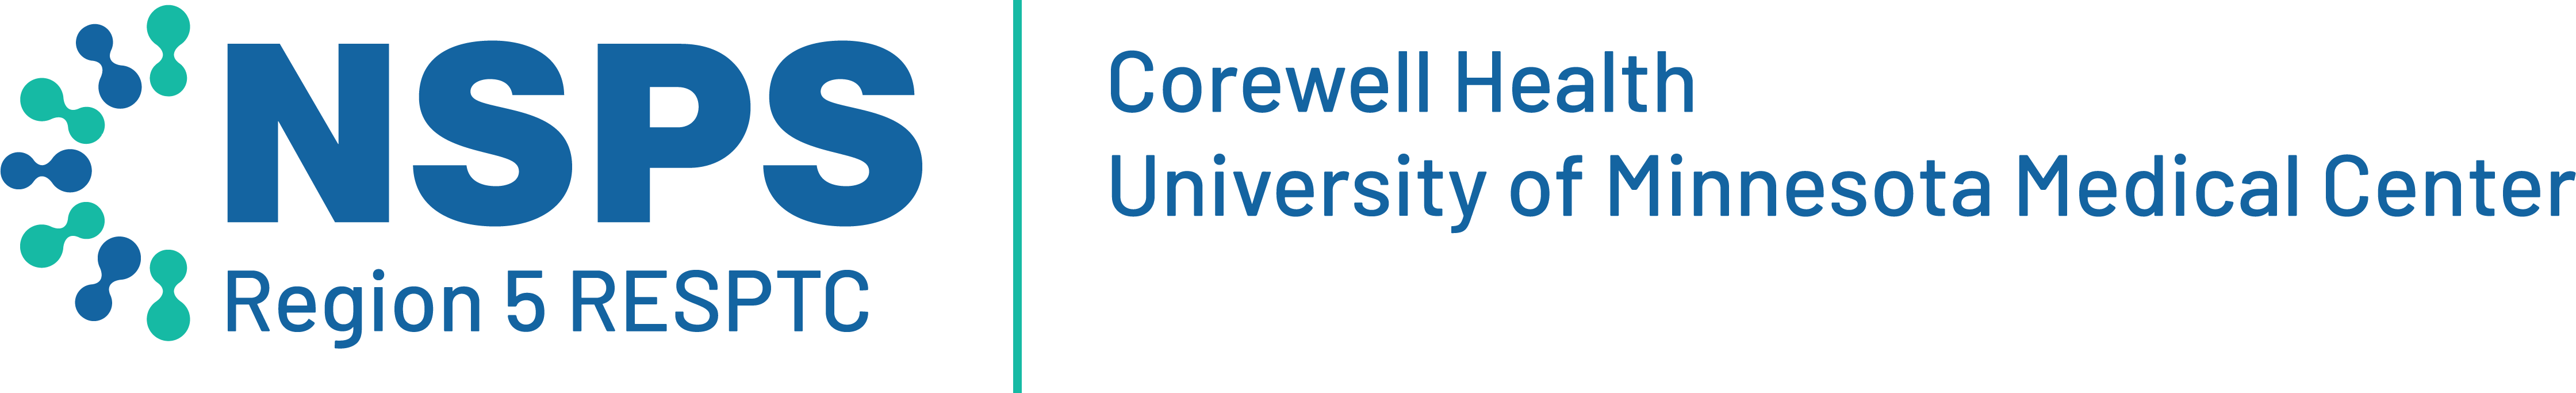 NSPS
Region 5 RESPTC
Corewell Health
University of Minnesota Medical Center